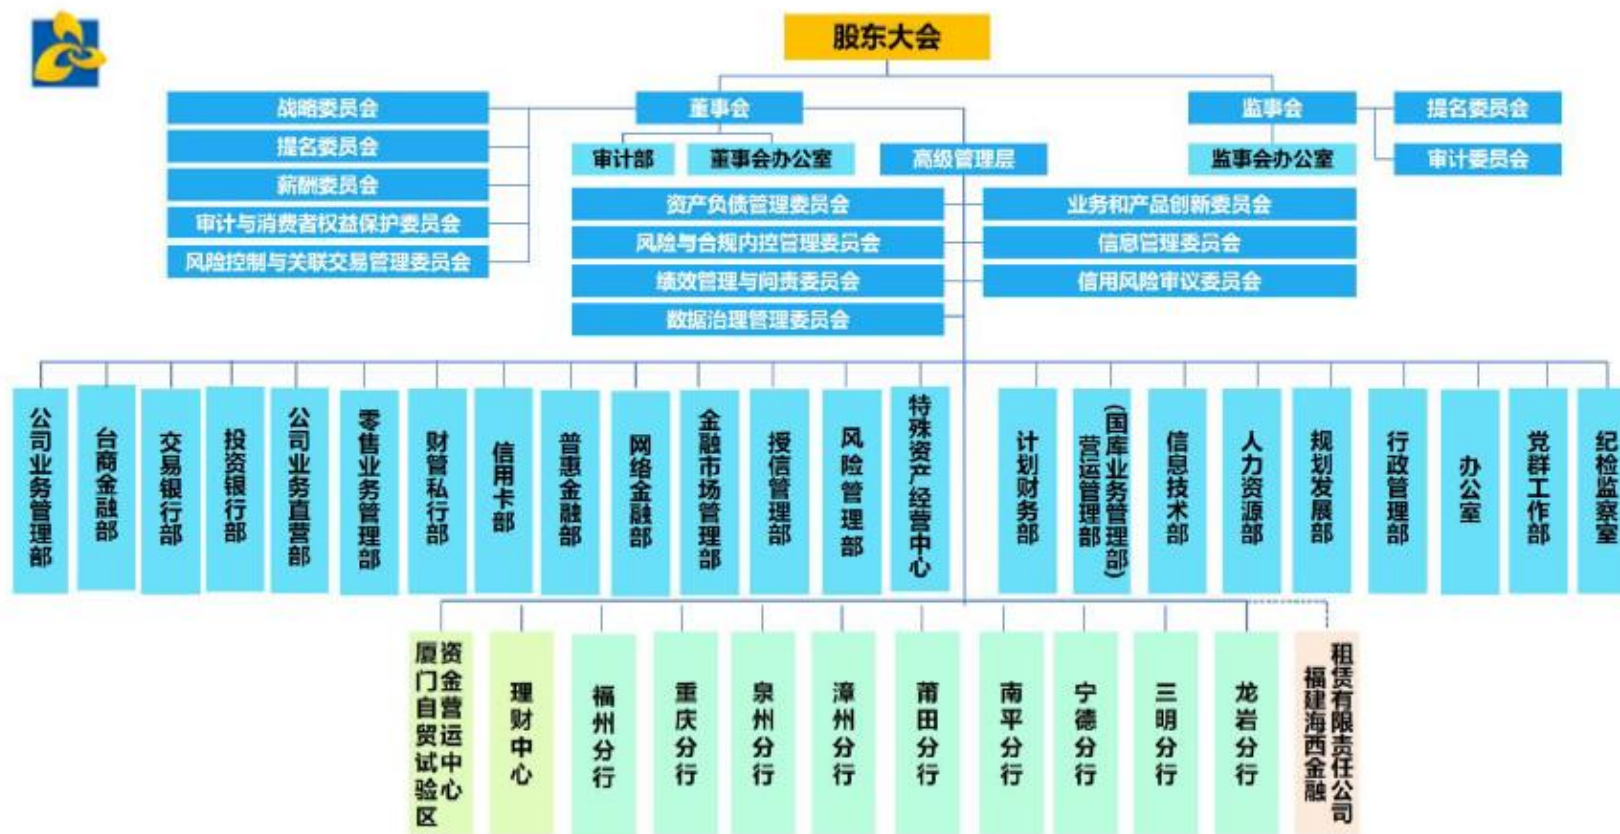 股东大会
董事会
监事会
战略委员会
提名委员会
薪酬委员会
审计与消费者权益保护委员会
风险控制与关联交易管理委员会
审计部
董事会办公室
高级管理层
监事会办公室
提名委员会
审计委员会
资产负债管理委员会
业务和产品创新委员会
风险与合规内控管理委员会
信息管理委员会
绩效管理与问责委员会
信用风险审议委员会
数据治理管理委员会
公司业务管理部
台商金融部
交易银行部
投资银行部
公司业务直营部
零售业务管理部
财管私行部
信用卡部
普惠金融部
网络金融部
金融市场管理部
授信管理部
风险管理部
特殊资产经营中心
计划财务部
营运管理部
(国库业务管理部)
信息技术部
人力资源部
规划发展部
行政管理部
办公室
党群工作部
纪检监察室
厦门自贸试验区
资金营运中心
理财中心
福州分行
重庆分行
泉州分行
漳州分行
莆田分行
南平分行
宁德分行
三明分行
龙岩分行
福建海西金融
租赁有限责任公司